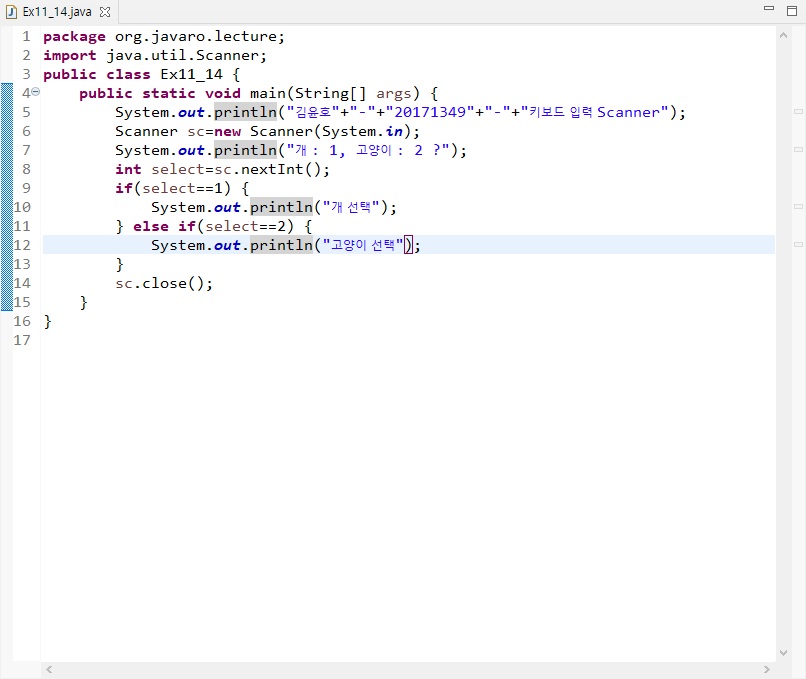 Ex11_14.java
1 package org.javaro.lecture;
2 import java.util.Scanner;
3 public class Ex11_14 {
4     public static void main(String[] args) {
5         System.out.println("김윤호"+"-"+"20171349"+"-"+"키보드 입력 Scanner");
6         Scanner sc=new Scanner(System.in);
7         System.out.println("개 : 1, 고양이 : 2 ?");
8         int select=sc.nextInt();
9         if(select==1) {
10             System.out.println("개 선택");
11         } else if(select==2) {
12             System.out.println("고양이 선택");
13         }
14         sc.close();
15     }
16 }
17